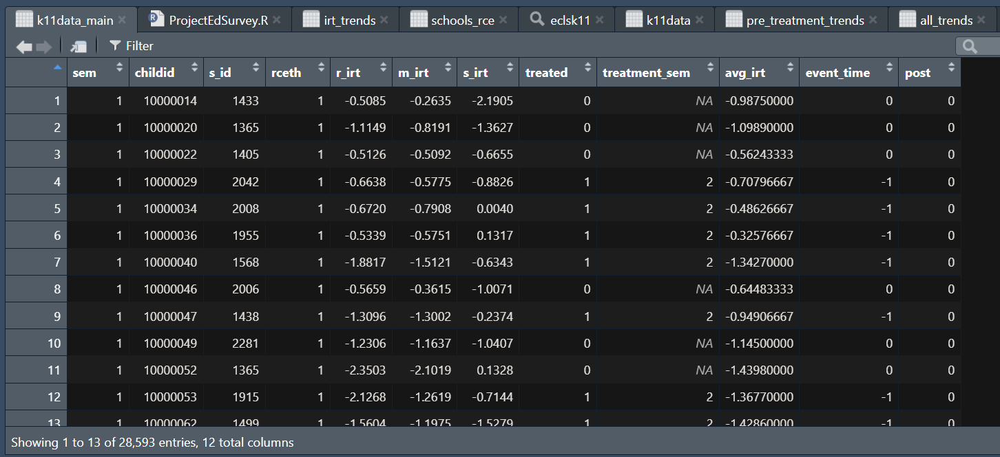 k11data_main ProjectEdSurvey.R irt_trends schools_rce eclsk11 k11data pre_treatment_trends all_trends
Filter
sem childid s_id rceth r_irt m_irt s_irt treated treatment_sem avg_irt event_time post
1 1 10000014 1433 1 -0.5085 -0.2635 -2.1905 0 NA -0.98750000 0 0
2 1 10000020 1365 1 -1.1149 -0.8191 -1.3627 0 NA -1.09890000 0 0
3 1 10000022 1405 1 -0.5126 -0.5092 -0.6655 0 NA -0.56243333 0 0
4 1 10000029 2042 1 -0.6638 -0.5775 -0.8826 1 2 -0.70796667 -1 0
5 1 10000034 2008 1 -0.6720 -0.7908 0.0040 1 2 -0.48626667 -1 0
6 1 10000036 1955 1 -0.5339 -0.5751 0.1317 1 2 -0.32576667 -1 0
7 1 10000040 1568 1 -1.8817 -1.5121 -0.6343 1 2 -1.34270000 -1 0
8 1 10000046 2006 1 -0.5659 -0.3615 -1.0071 0 NA -0.64483333 0 0
9 1 10000047 1438 1 -1.3096 -1.3002 -0.2374 1 2 -0.94906667 -1 0
10 1 10000049 2281 1 -1.2306 -1.1637 -1.0407 0 NA -1.14500000 0 0
11 1 10000052 1365 1 -2.3503 -2.1019 0.1328 0 NA -1.43980000 0 0
12 1 10000053 1915 1 -2.1268 -1.2619 -0.7144 1 2 -1.36770000 -1 0
13 1 10000062 1499 1 -1.5604 -1.1975 -1.5279 1 2 -1.42860000 -1 0
Showing 1 to 13 of 28,593 entries, 12 total columns